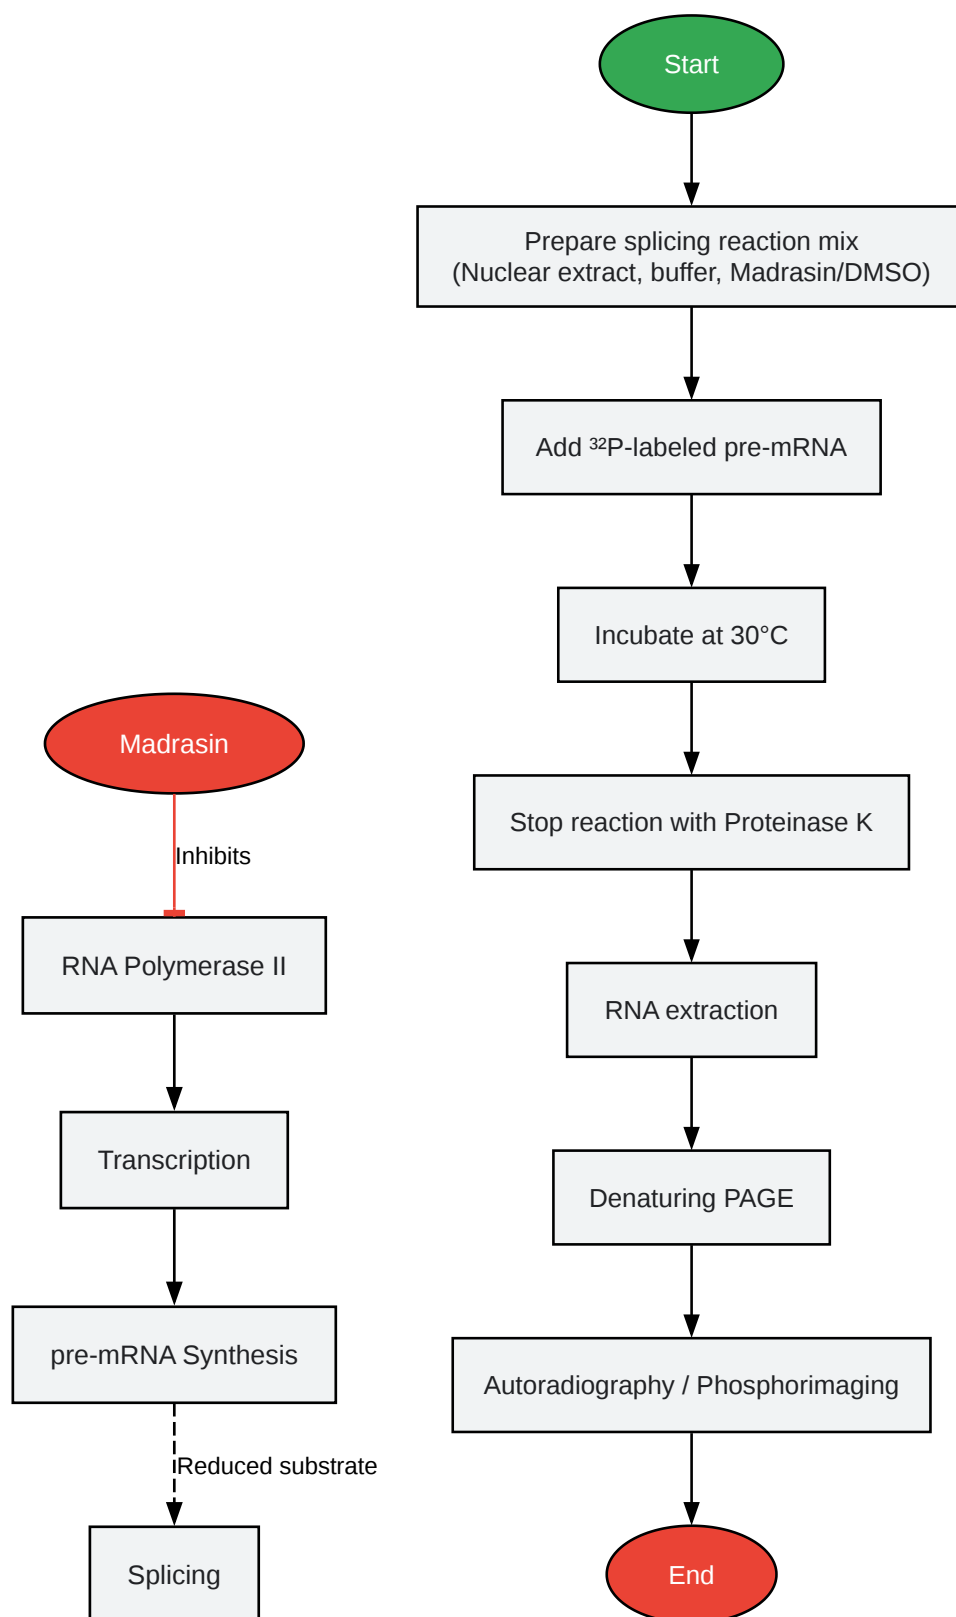 Start
Prepare splicing reaction mix
(Nuclear extract, buffer, Madrasin/DMSO)
Add ³²P-labeled pre-mRNA
Incubate at 30°C
Stop reaction with Proteinase K
RNA extraction
Denaturing PAGE
Autoradiography / Phosphorimaging
End
Madrasin
Inhibits
RNA Polymerase II
Transcription
pre-mRNA Synthesis
Reduced substrate
Splicing